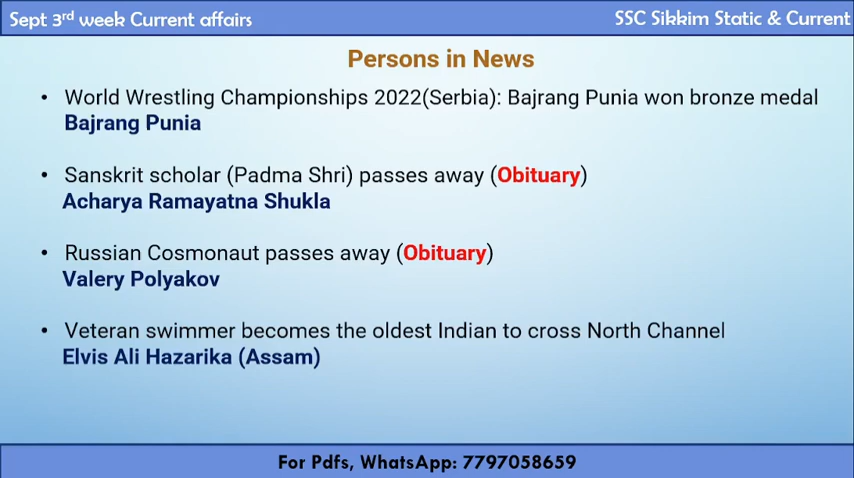 Sept 3rd week Current affairs
SSC Sikkim Static & Current
Persons in News
• World Wrestling Championships 2022(Serbia): Bajrang Punia won bronze medal
Bajrang Punia
• Sanskrit scholar (Padma Shri) passes away (Obituary)
Acharya Ramayatna Shukla
• Russian Cosmonaut passes away (Obituary)
Valery Polyakov
• Veteran swimmer becomes the oldest Indian to cross North Channel
Elvis Ali Hazarika (Assam)
For Pdfs, WhatsApp: 7797058659